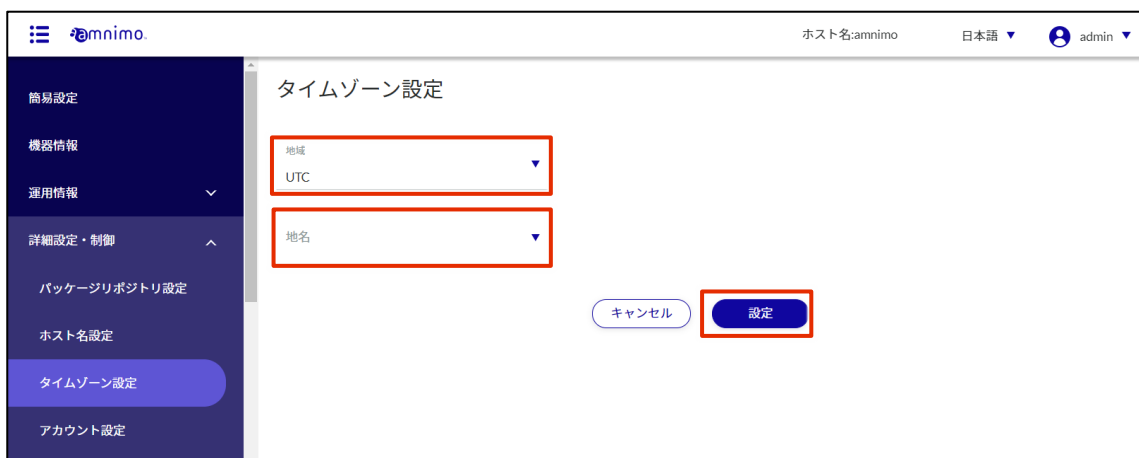 amnimo
ホスト名:amnimo
日本語 ▼
admin ▼
簡易設定
機器情報
運用情報
詳細設定・制御
パッケージリポジトリ設定
ホスト名設定
タイムゾーン設定
アカウント設定
タイムゾーン設定
地域
UTC
地名
キャンセル
設定